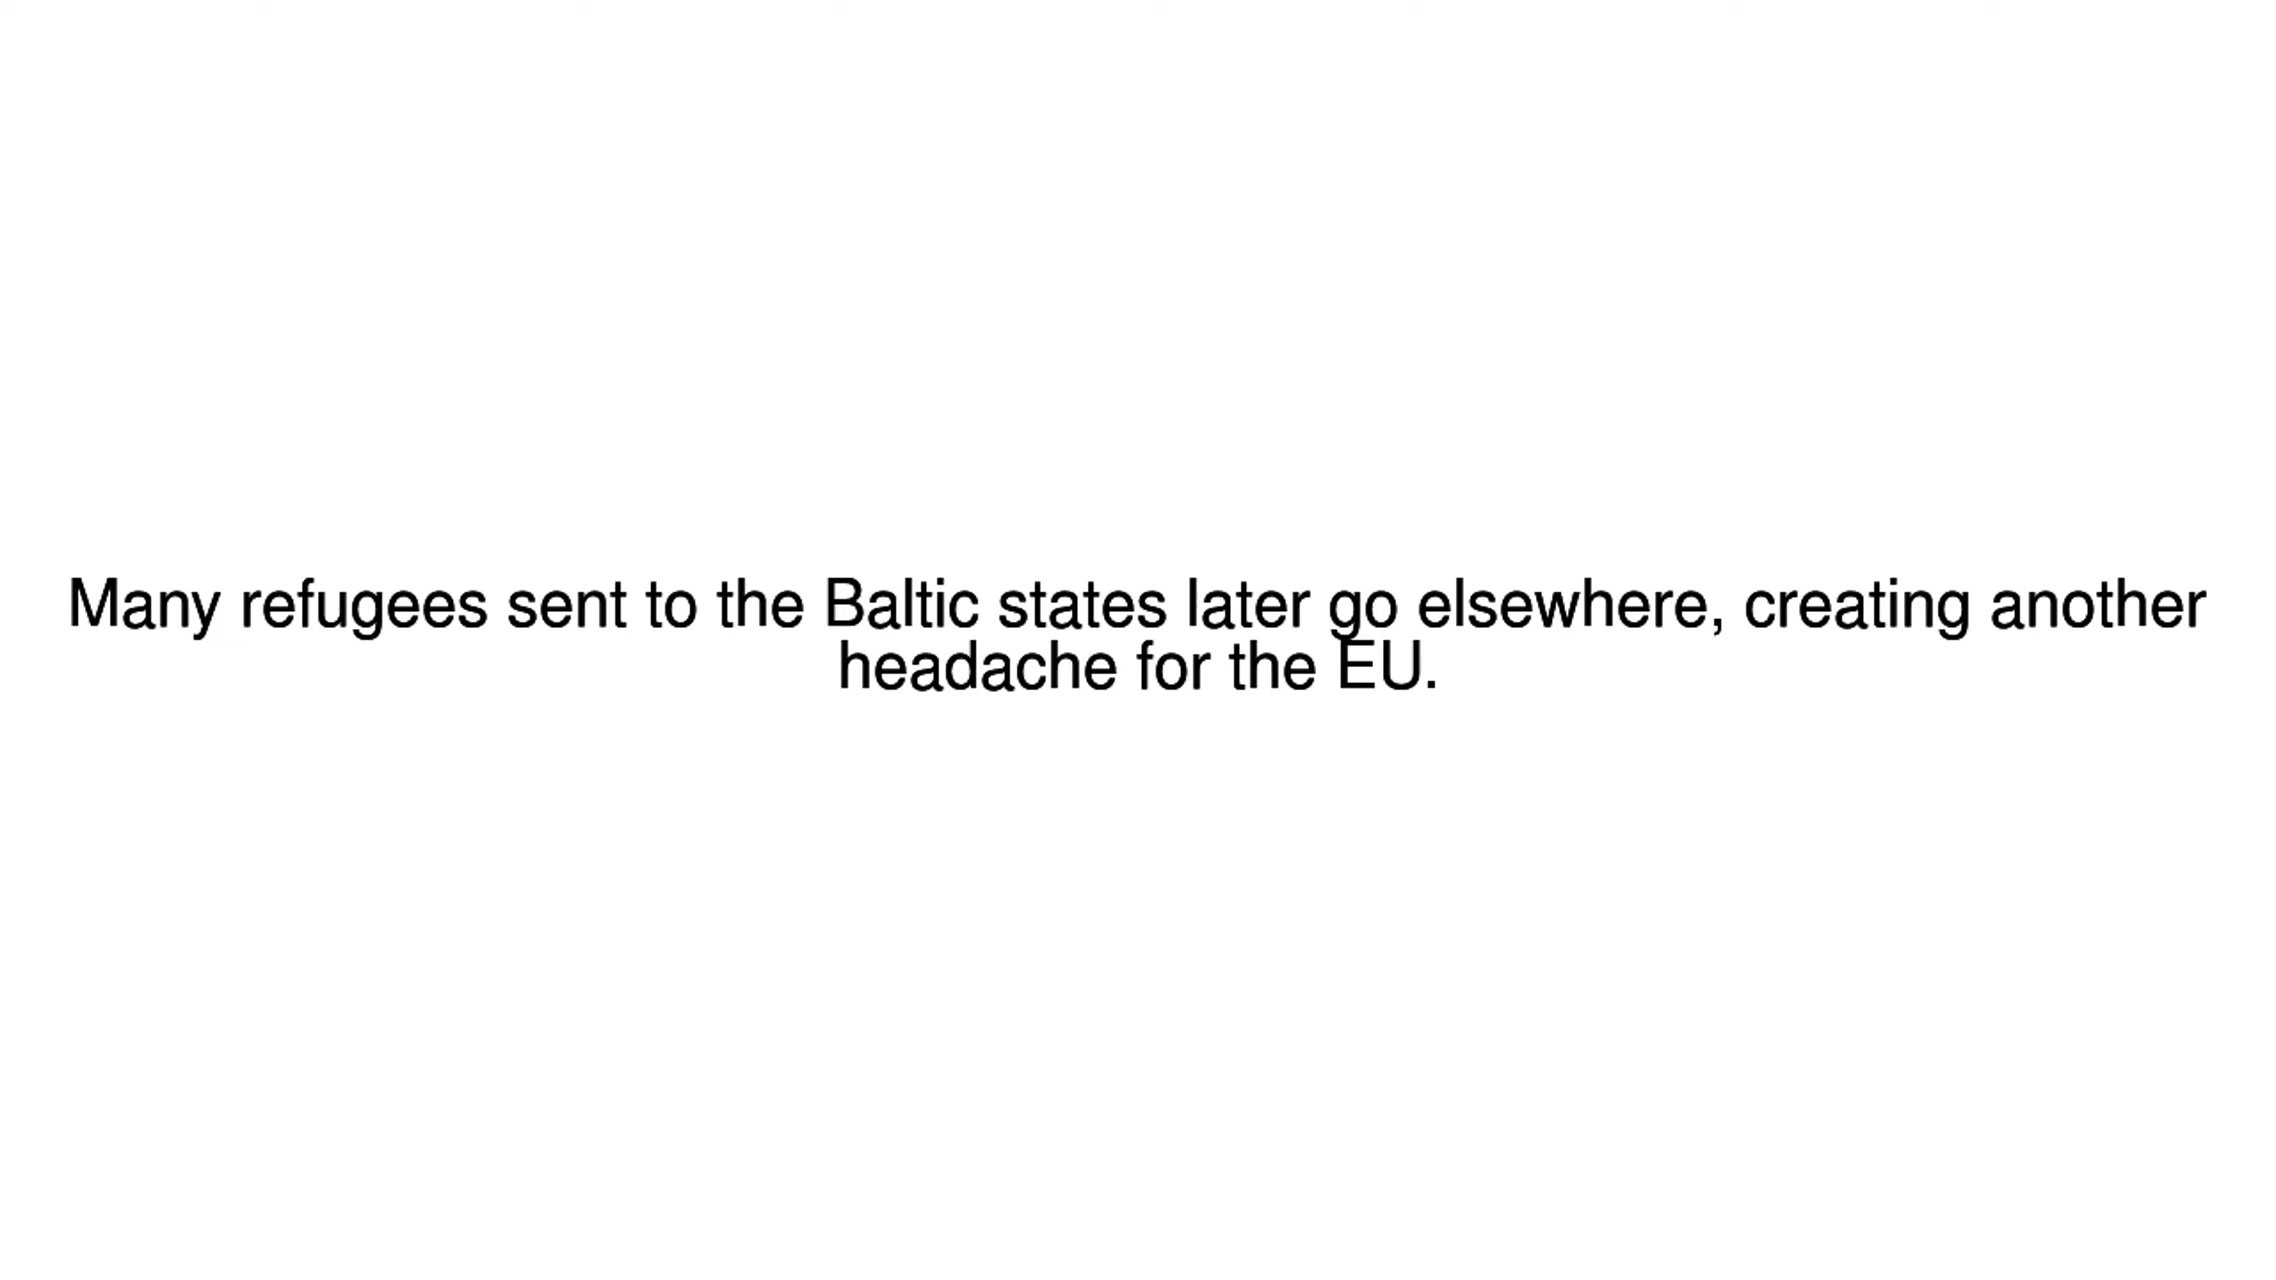 Many refugees sent to the Baltic states later go elsewhere, creating another
headache for the EU.